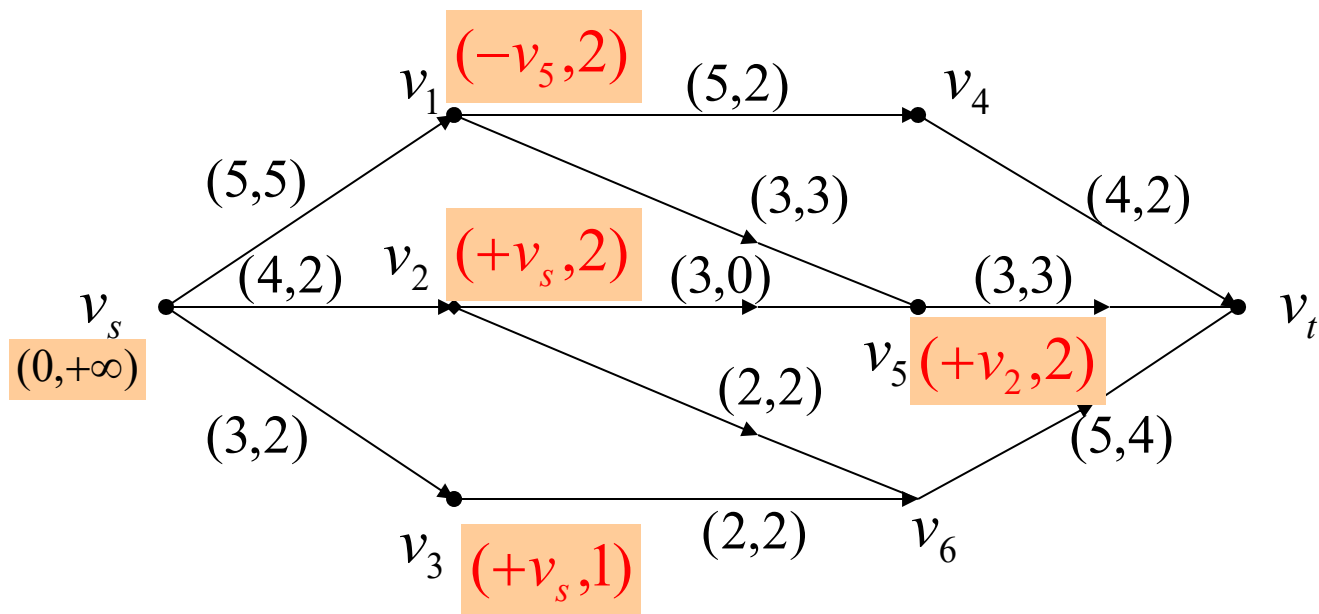 (−v₅,2)
v₁
(5,2)
v₄
(5,5)
(3,3)
(4,2)
(+vₛ,2)
v₂
(4,2)
(3,0)
(3,3)
vₛ
vₜ
(0,+∞)
v₅
(+v₂,2)
(2,2)
(3,2)
(5,4)
v₃
(+vₛ,1)
(2,2)
v₆